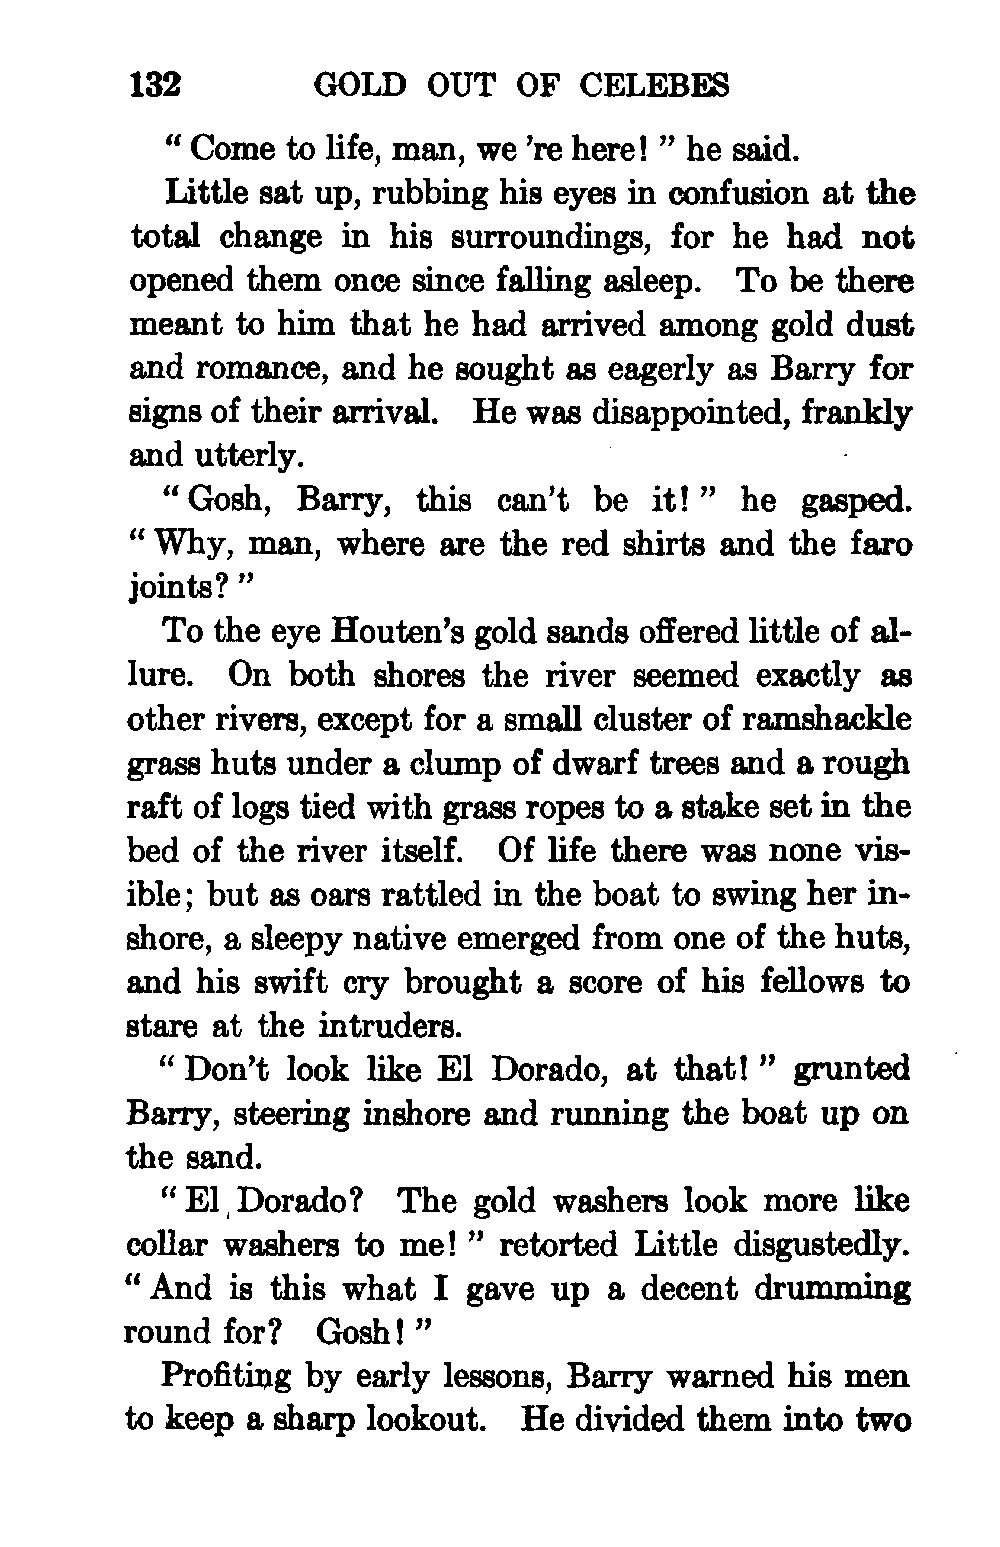 132 GOLD OUT OF CELEBES
" Come to life, man, we 're here! " he said.
Little sat up, rubbing his eyes in confusion at the
total change in his surroundings, for he had not
opened them once since falling asleep. To be there
meant to him that he had arrived among gold dust
and romance, and he sought as eagerly as Barry for
signs of their arrival. He was disappointed, frankly
and utterly.
" Gosh, Barry, this can't be it! " he gasped.
" Why, man, where are the red shirts and the faro
joints? "
To the eye Houten's gold sands offered little of al-
lure. On both shores the river seemed exactly as
other rivers, except for a small cluster of ramshackle
grass huts under a clump of dwarf trees and a rough
raft of logs tied with grass ropes to a stake set in the
bed of the river itself. Of life there was none vis-
ible; but as oars rattled in the boat to swing her in-
shore, a sleepy native emerged from one of the huts,
and his swift cry brought a score of his fellows to
stare at the intruders.
" Don't look like El Dorado, at that! " grunted
Barry, steering inshore and running the boat up on
the sand.
" El Dorado? The gold washers look more like
collar washers to me! " retorted Little disgustedly.
" And is this what I gave up a decent drumming
round for? Gosh! "
Profiting by early lessons, Barry warned his men
to keep a sharp lookout. He divided them into two